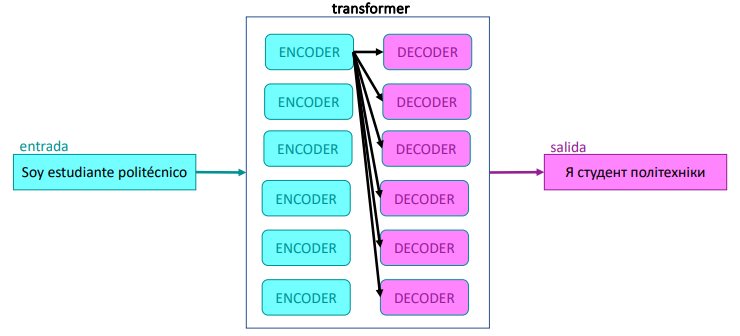 transformer
ENCODER DECODER
ENCODER DECODER
ENCODER DECODER
entrada
salida
Soy estudiante politécnico
Я студент політехніки
ENCODER DECODER
ENCODER DECODER
ENCODER DECODER